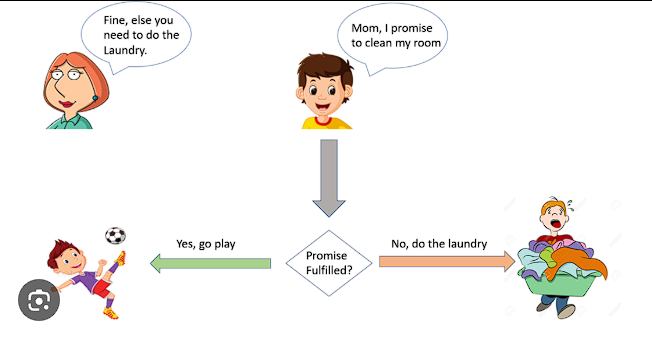 Fine, else you
need to do the
Laundry.
Mom, I promise
to clean my room
Yes, go play
Promise
Fulfilled?
No, do the laundry